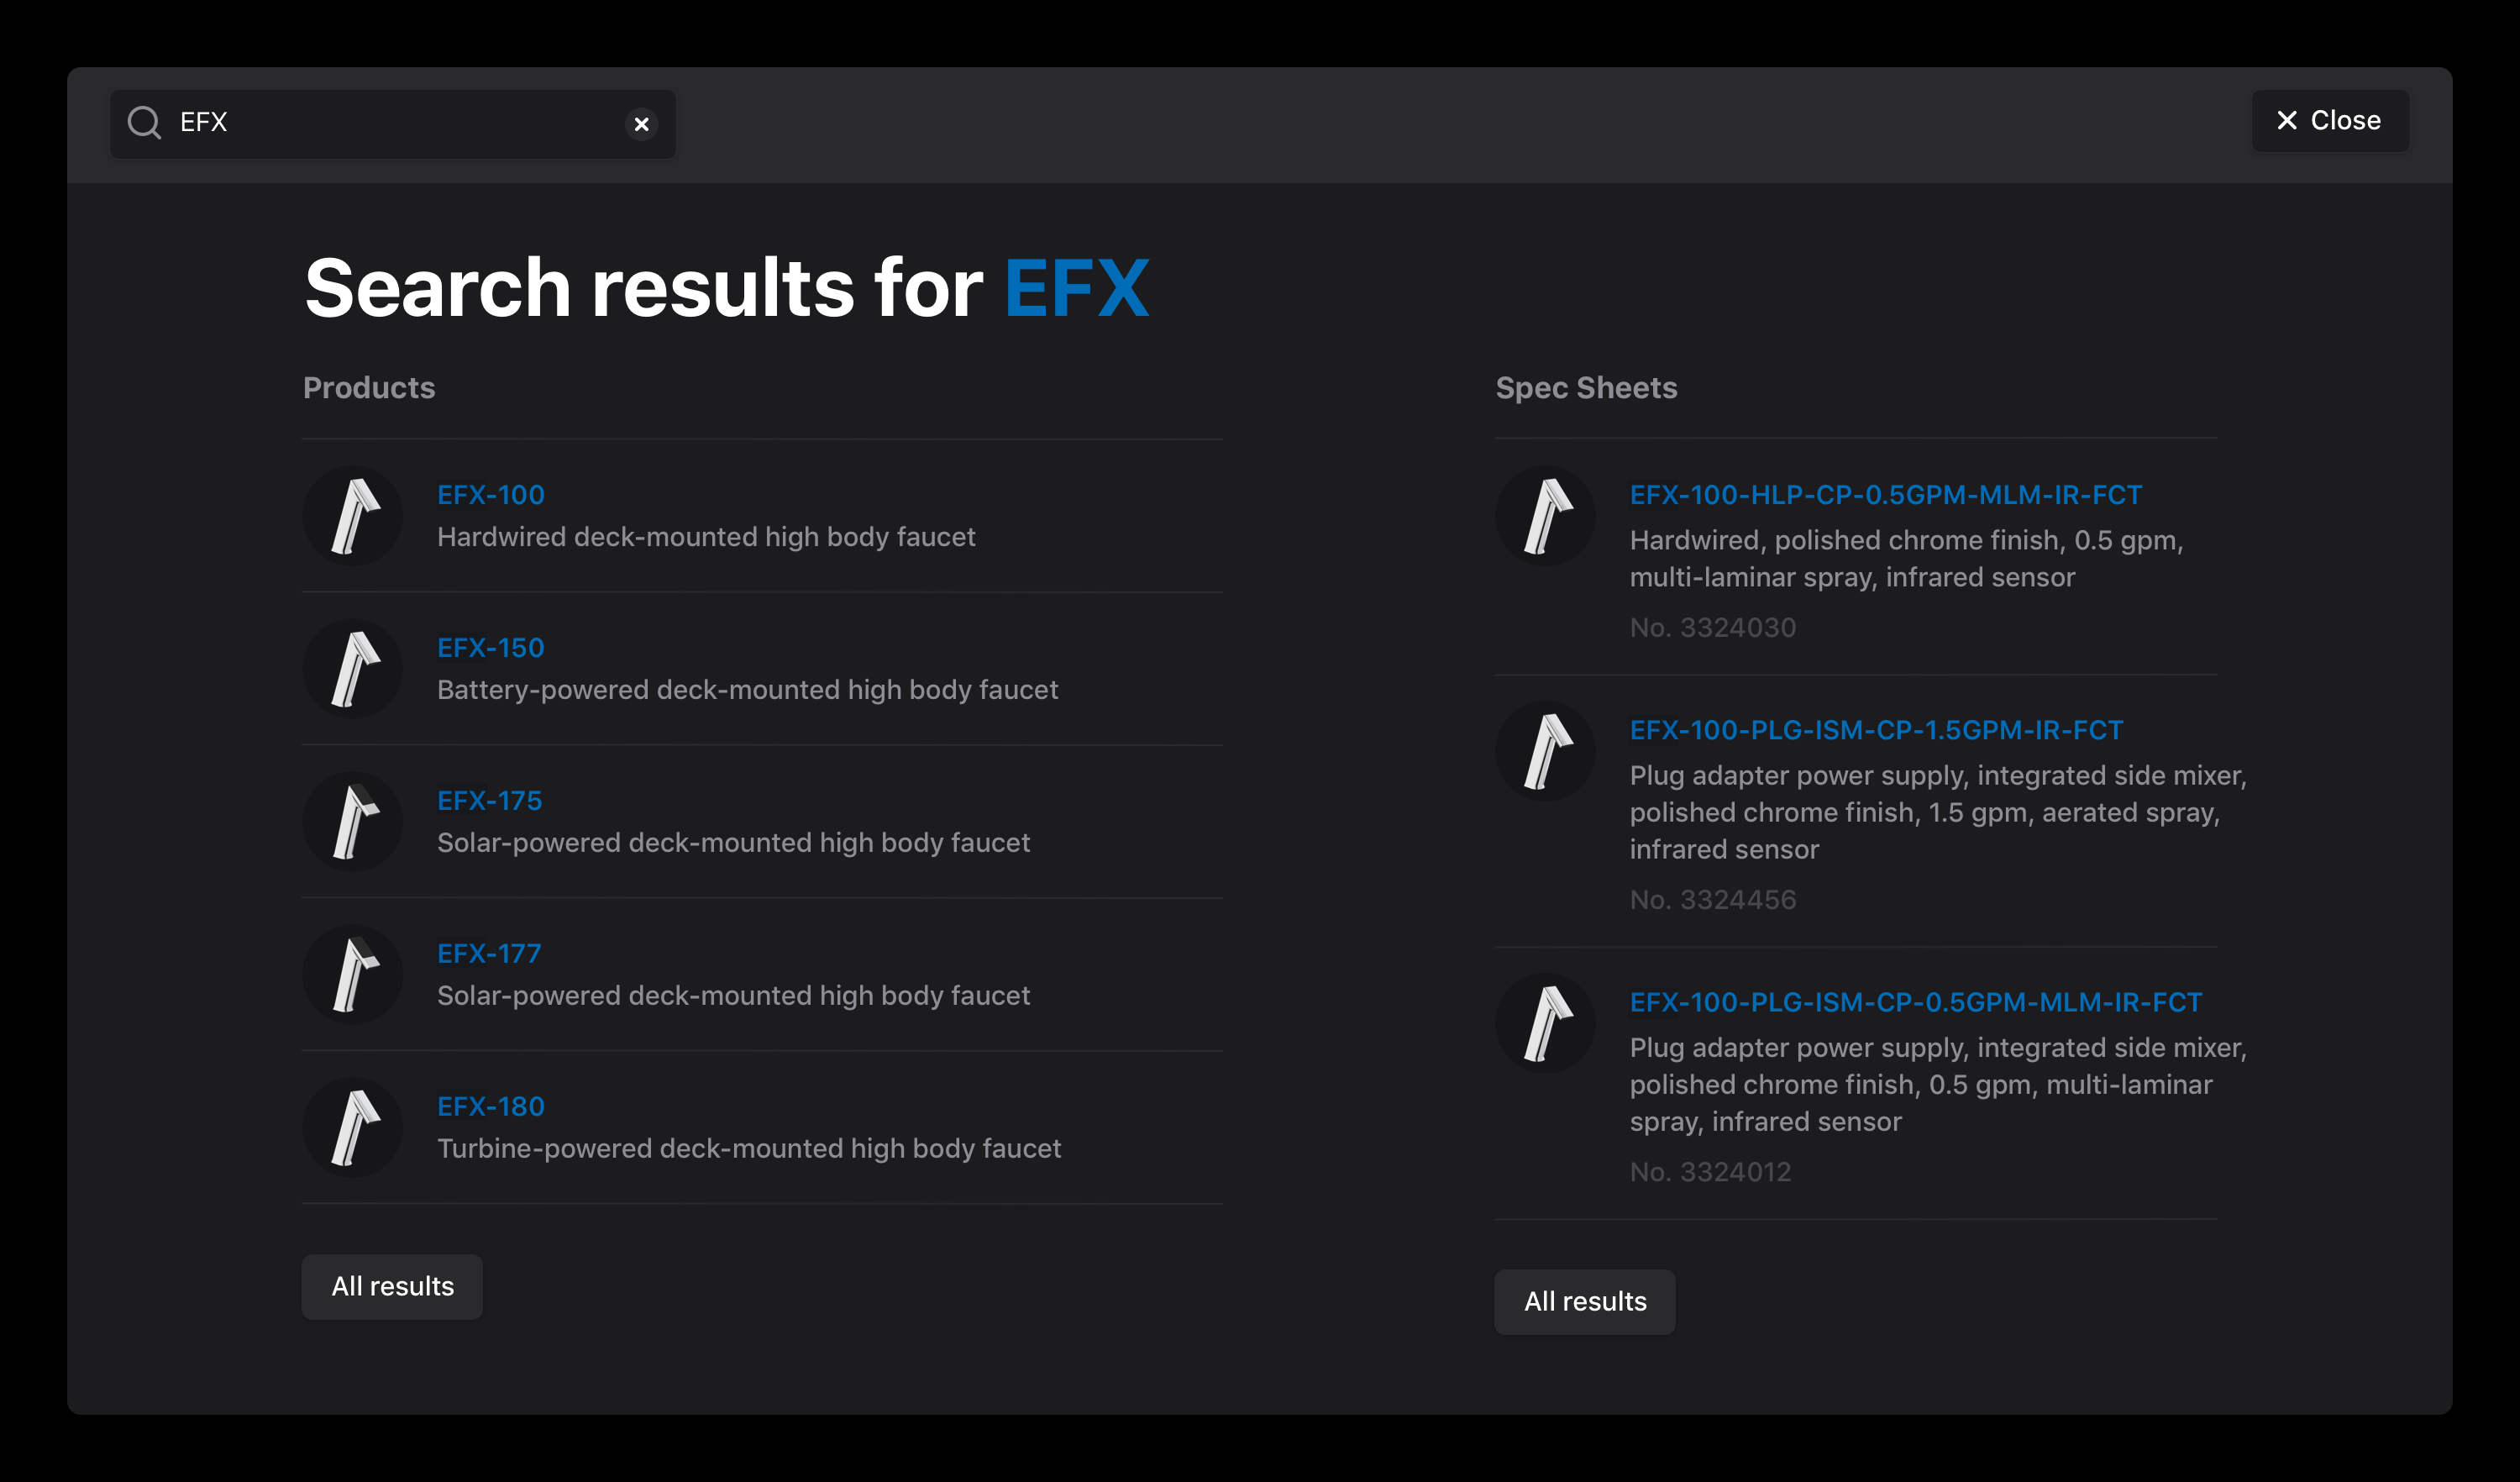 EFX
Close
Search results for EFX
Products
EFX-100
Hardwired deck-mounted high body faucet
EFX-150
Battery-powered deck-mounted high body faucet
EFX-175
Solar-powered deck-mounted high body faucet
EFX-177
Solar-powered deck-mounted high body faucet
EFX-180
Turbine-powered deck-mounted high body faucet
All results
Spec Sheets
EFX-100-HLP-CP-0.5GPM-MLM-IR-FCT
Hardwired, polished chrome finish, 0.5 gpm,
multi-laminar spray, infrared sensor
No. 3324030
EFX-100-PLG-ISM-CP-1.5GPM-IR-FCT
Plug adapter power supply, integrated side mixer,
polished chrome finish, 1.5 gpm, aerated spray,
infrared sensor
No. 3324456
EFX-100-PLG-ISM-CP-0.5GPM-MLM-IR-FCT
Plug adapter power supply, integrated side mixer,
polished chrome finish, 0.5 gpm, multi-laminar
spray, infrared sensor
No. 3324012
All results